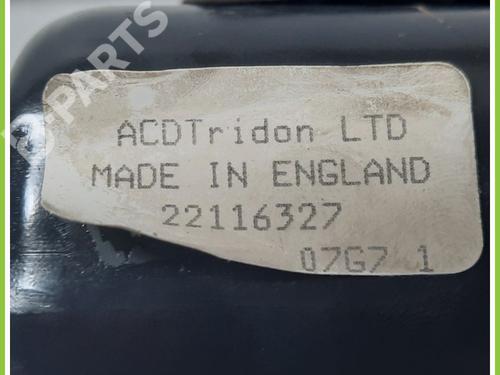 B-PARTS
ACDTridon LTD
MADE IN ENGLAND
22116327
07G7 1